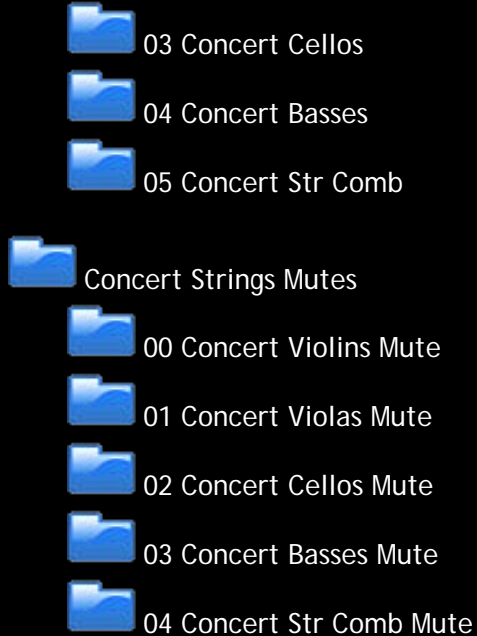 03 Concert Cellos
04 Concert Basses
05 Concert Str Comb
Concert Strings Mutes
00 Concert Violins Mute
01 Concert Violas Mute
02 Concert Cellos Mute
03 Concert Basses Mute
04 Concert Str Comb Mute